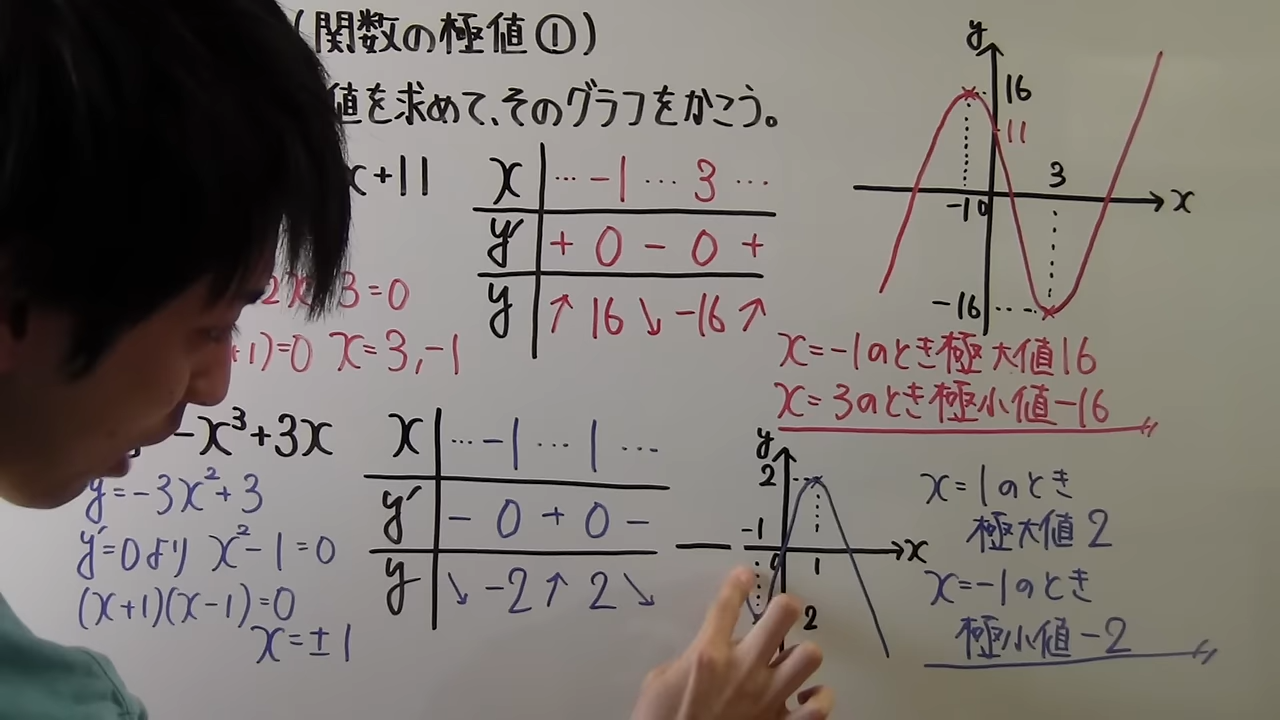 (関数の極値①)
値を求めて、そのグラフをかこう。
x+11
x … -1 … 3 …
y' + 0 - 0 +
y ↑ 16 ↘ -16 ↑
3=0
+1)=0 x=3,-1
y
16
11
3
-1 0 x
-16
x=-1のとき極大値16
x=3のとき極小値-16
-x³+3x
y'=-3x²+3
y'=0より x²-1=0
(x+1)(x-1)=0
x=±1
x … -1 … 1 …
y' - 0 + 0 -
y ↘ -2 ↑ 2 ↘
y
2
-1
0 1 x
2
x=1のとき
極大値2
x=-1のとき
極小値-2